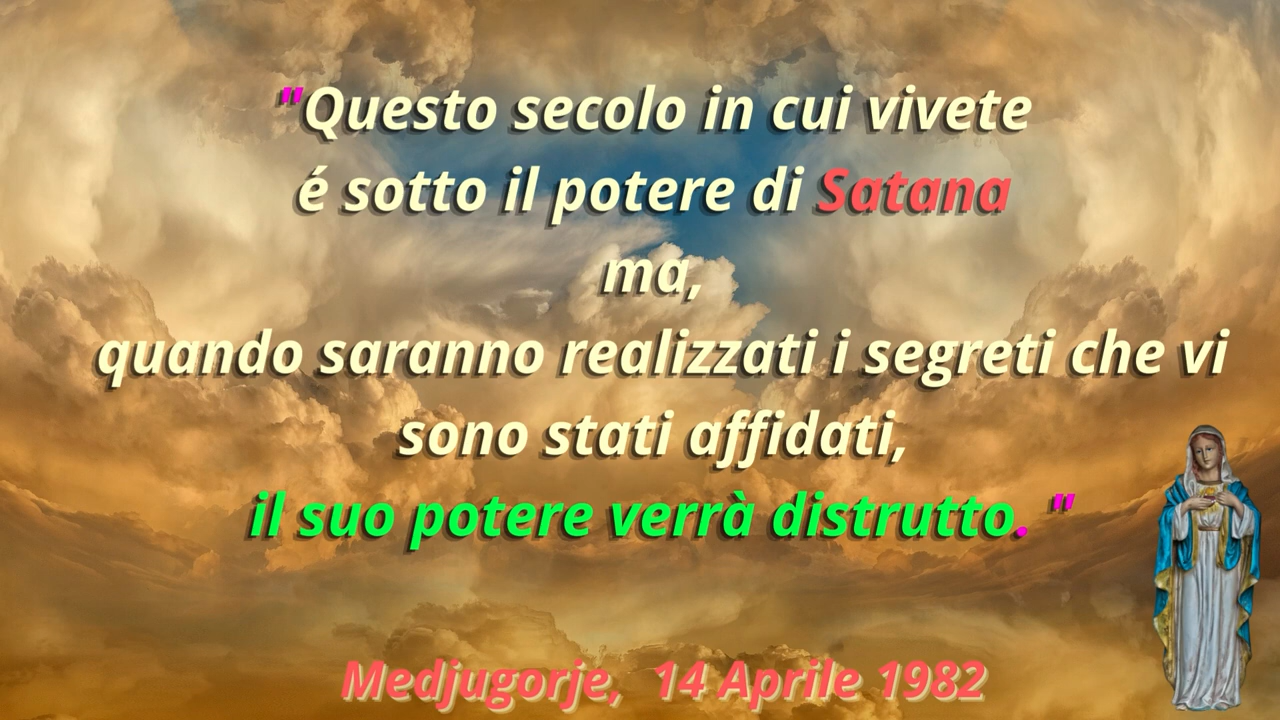 "Questo secolo in cui vivete
é sotto il potere di Satana
ma,
quando saranno realizzati i segreti che vi
sono stati affidati,
il suo potere verrà distrutto. "
Medjugorje, 14 Aprile 1982